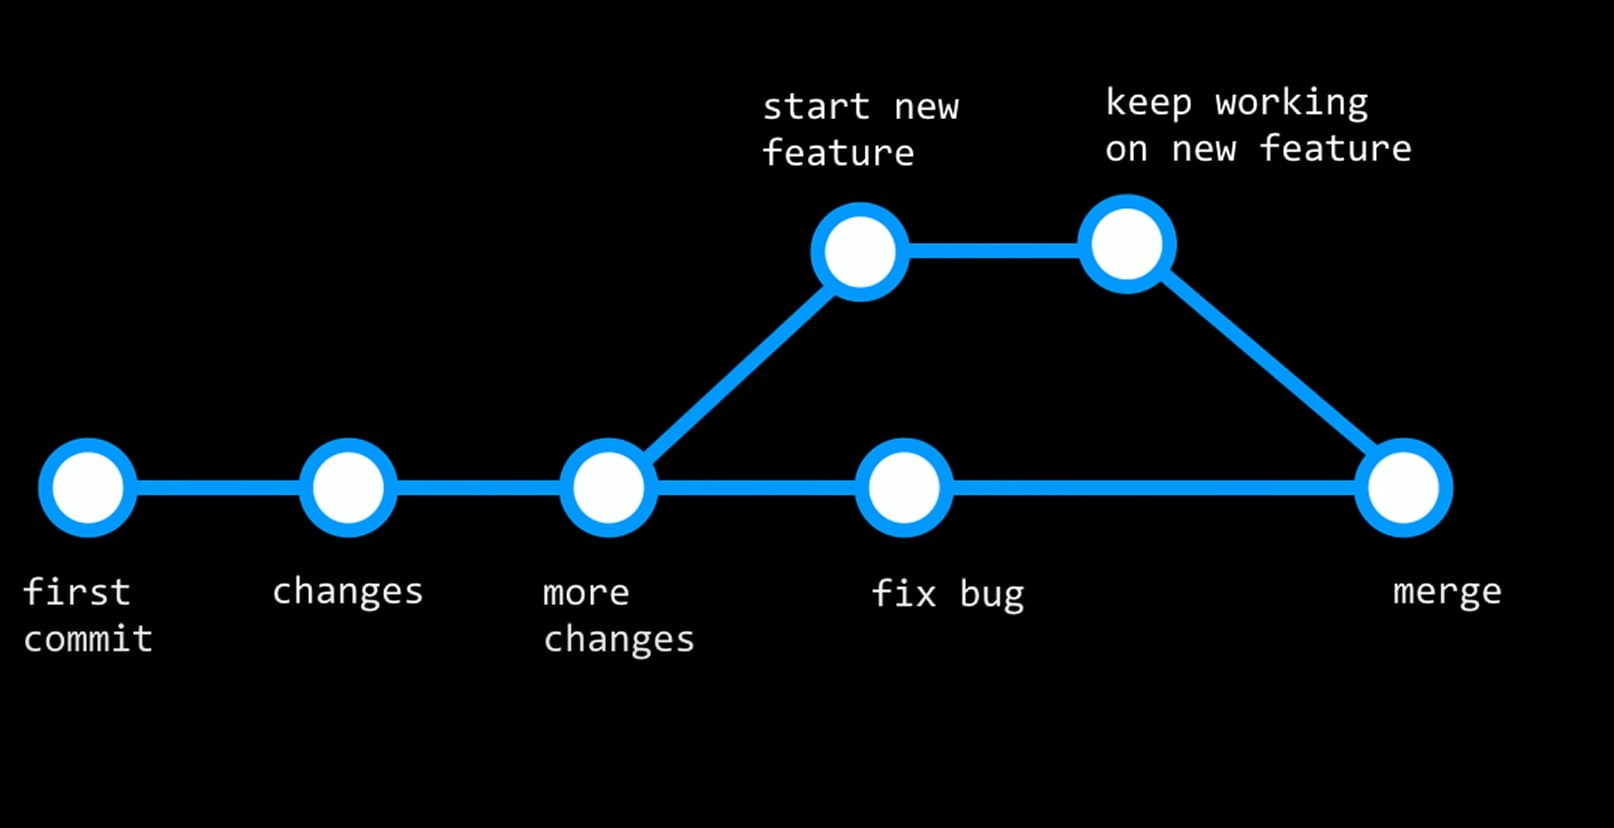 start new
feature
keep working
on new feature
first
commit
changes
more
changes
fix bug
merge